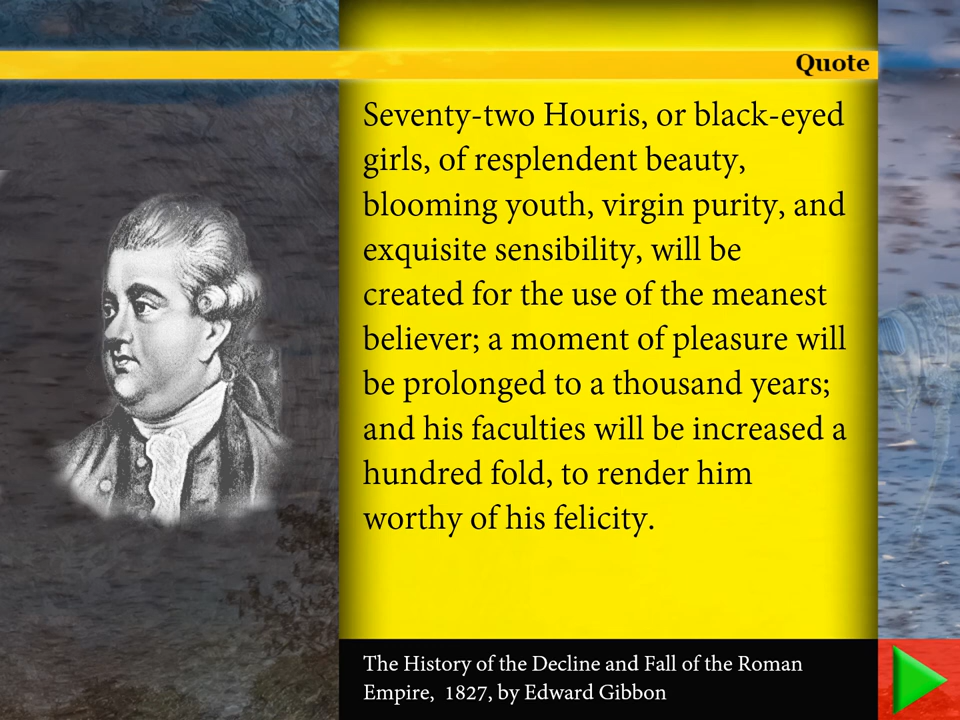 Quote
Seventy-two Houris, or black-eyed
girls, of resplendent beauty,
blooming youth, virgin purity, and
exquisite sensibility, will be
created for the use of the meanest
believer; a moment of pleasure will
be prolonged to a thousand years;
and his faculties will be increased a
hundred fold, to render him
worthy of his felicity.
The History of the Decline and Fall of the Roman
Empire,  1827, by Edward Gibbon